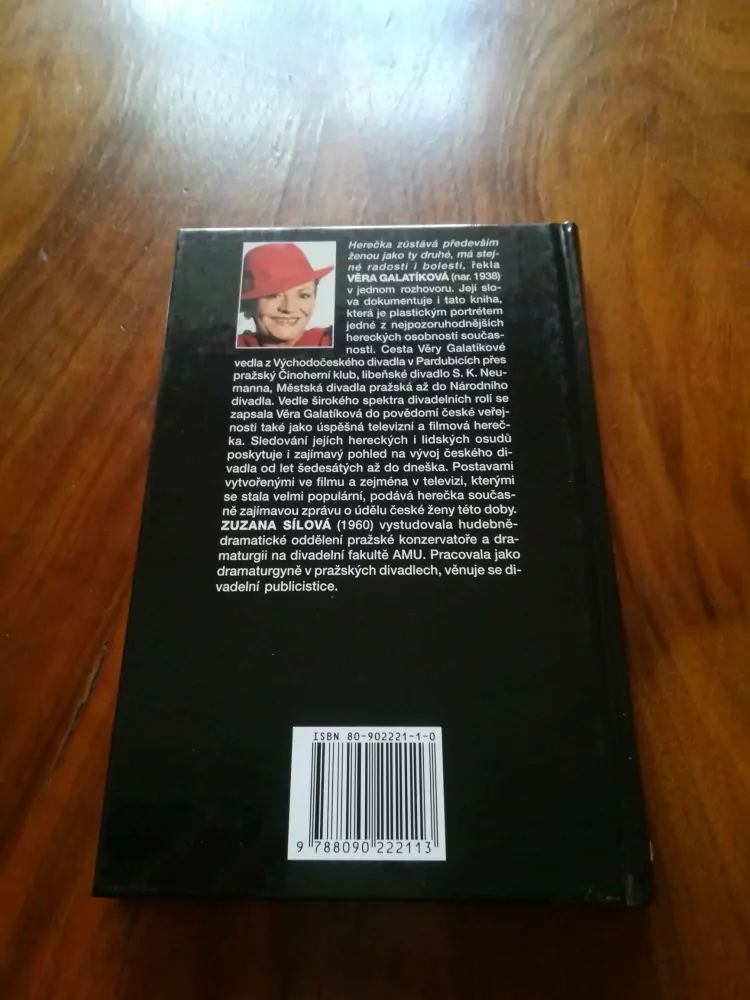 Herečka zůstává především
ženou jako ty druhé, má stej-
né radosti i bolesti, řekla
VĚRA GALATÍKOVÁ (nar. 1938)
v jednom rozhovoru. Její slo-
va dokumentuje i tato kniha,
která je plastickým portrétem
jedné z nejpozoruhodnějších
hereckých osobností součas-
nosti. Cesta Věry Galatíkové
vedla z Východočeského divadla v Pardubicích přes
pražský Činoherní klub, libeňské divadlo S. K. Neu-
manna, Městská divadla pražská až do Národního
divadla. Vedle širokého spektra divadelních rolí se
zapsala Věra Galatíková do povědomí české veřej-
nosti také jako úspěšná televizní a filmová hereč-
ka. Sledování jejích hereckých i lidských osudů
poskytuje i zajímavý pohled na vývoj českého di-
vadla od let šedesátých až do dneška. Postavami
vytvořenými ve filmu a zejména v televizi, kterými
se stala velmi populární, podává herečka součas-
ně zajímavou zprávu o údělu české ženy této doby.
ZUZANA SÍLOVÁ (1960) vystudovala hudebně-
dramatické oddělení pražské konzervatoře a dra-
maturgii na divadelní fakultě AMU. Pracovala jako
dramaturgyně v pražských divadlech, věnuje se di-
vadelní publicistice.
ISBN 80-902221-1-0
9 788090 222113